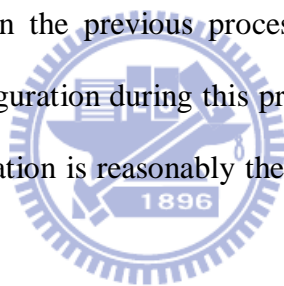 n the previous proces
guration during this pr
ation is reasonably the
1896